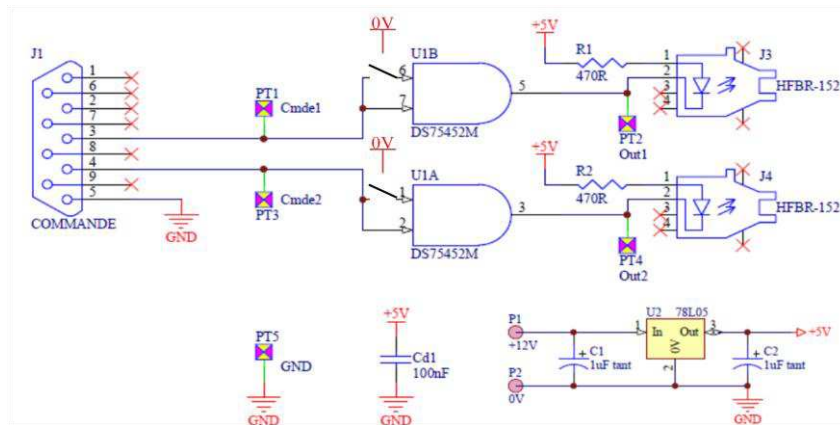 J1
1
6
2
7
3
8
4
9
5
COMMANDE
GND
PT1
Cmde1
Cmde2
PT3
0V
U1B
6
7
5
DS75452M
0V
U1A
1
2
3
DS75452M
+5V
R1
470R
1
2
3
4
J3
HFBR-152
PT2
Out1
+5V
R2
470R
1
2
3
4
J4
HFBR-152
PT4
Out2
PT5
GND
GND
+5V
Cd1
100nF
GND
P1
+12V
P2
0V
C1
1uF tant
U2
78L05
1
In
Out
3
0V
2
+5V
C2
1uF tant
GND